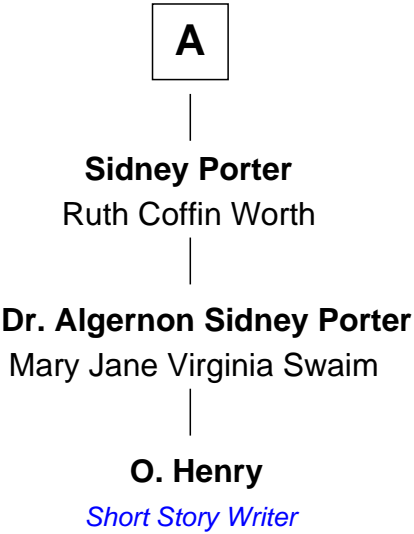 A
Sidney Porter
Ruth Coffin Worth
Dr. Algernon Sidney Porter
Mary Jane Virginia Swaim
O. Henry
Short Story Writer